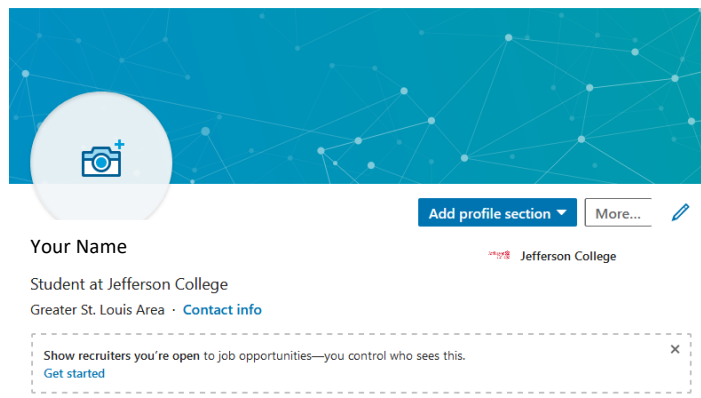 Add profile section
More...
Your Name
Jefferson College
Student at Jefferson College
Greater St. Louis Area · Contact info
Show recruiters you're open to job opportunities—you control who sees this.
Get started